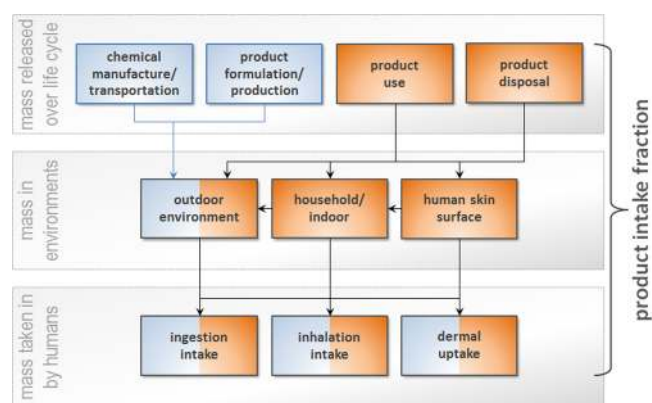 mass released
over life cycle
chemical
manufacture/
transportation
product
formulation/
production
product
use
product
disposal
mass in
environments
outdoor
environment
household/
indoor
human skin
surface
mass taken in
by humans
ingestion
intake
inhalation
intake
dermal
uptake
product intake fraction